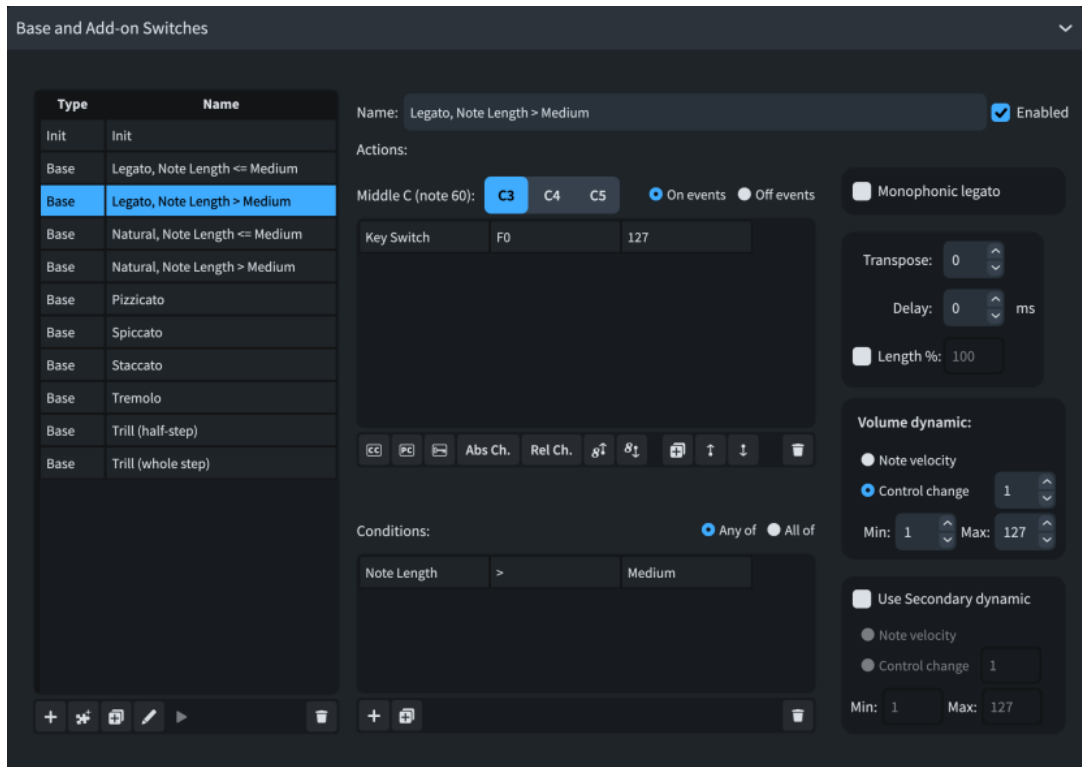 Base and Add-on Switches
Type Name
Init Init
Base Legato, Note Length <= Medium
Base Legato, Note Length > Medium
Base Natural, Note Length <= Medium
Base Natural, Note Length > Medium
Base Pizzicato
Base Spiccato
Base Staccato
Base Tremolo
Base Trill (half-step)
Base Trill (whole step)
Name: Legato, Note Length > Medium Enabled
Actions:
Middle C (note 60): C3 C4 C5 On events Off events
Key Switch F0 127
CC PC Abs Ch. Rel Ch. 8 8
Conditions: Any of All of
Note Length > Medium
Monophonic legato
Transpose: 0
Delay: 0 ms
Length %: 100
Volume dynamic:
Note velocity
Control change 1
Min: 1 Max: 127
Use Secondary dynamic
Note velocity
Control change 1
Min: 1 Max: 127